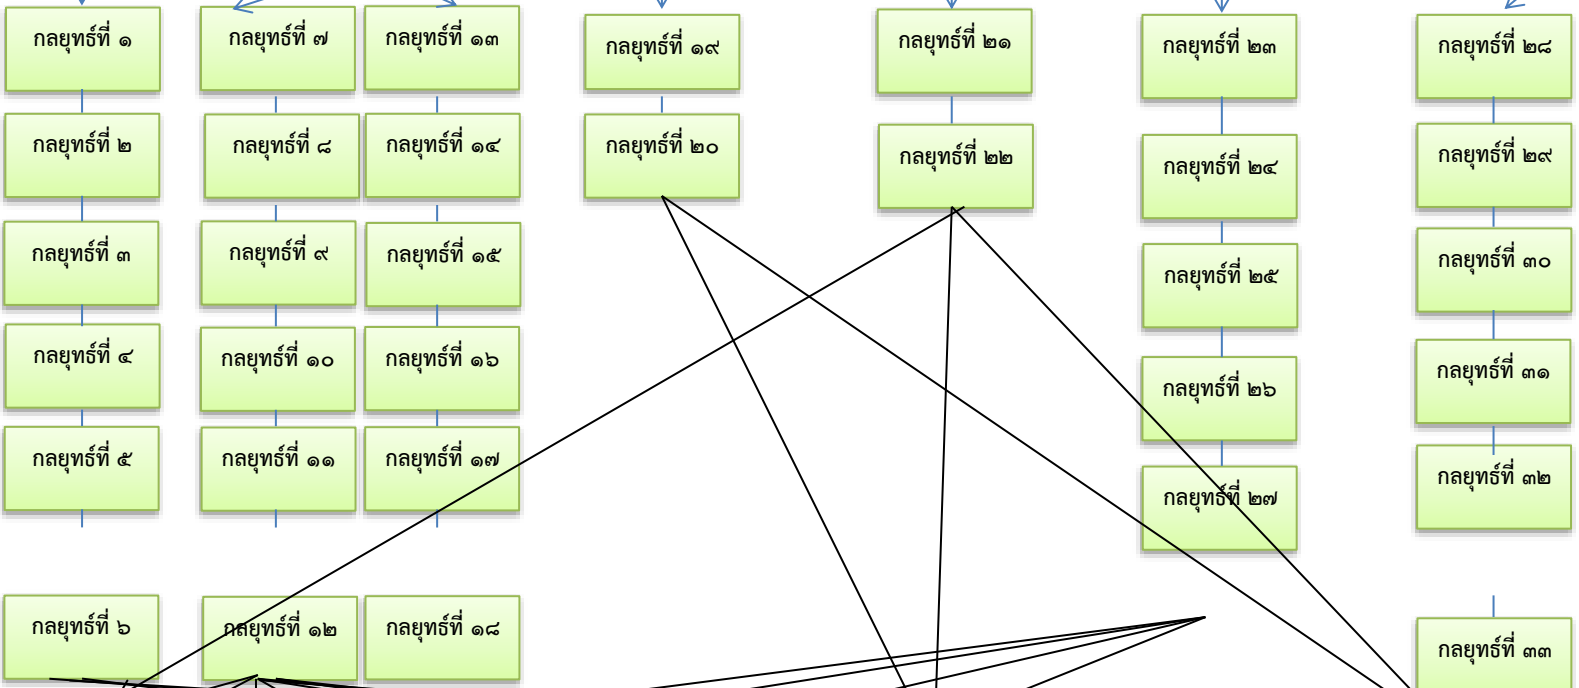 กลยุทธ์ที่ ๑
กลยุทธ์ที่ ๒
กลยุทธ์ที่ ๓
กลยุทธ์ที่ ๔
กลยุทธ์ที่ ๕
กลยุทธ์ที่ ๖
กลยุทธ์ที่ ๗
กลยุทธ์ที่ ๘
กลยุทธ์ที่ ๙
กลยุทธ์ที่ ๑๐
กลยุทธ์ที่ ๑๑
กลยุทธ์ที่ ๑๒
กลยุทธ์ที่ ๑๓
กลยุทธ์ที่ ๑๔
กลยุทธ์ที่ ๑๕
กลยุทธ์ที่ ๑๖
กลยุทธ์ที่ ๑๗
กลยุทธ์ที่ ๑๘
กลยุทธ์ที่ ๑๙
กลยุทธ์ที่ ๒๐
กลยุทธ์ที่ ๒๑
กลยุทธ์ที่ ๒๒
กลยุทธ์ที่ ๒๓
กลยุทธ์ที่ ๒๔
กลยุทธ์ที่ ๒๕
กลยุทธ์ที่ ๒๖
กลยุทธ์ที่ ๒๗
กลยุทธ์ที่ ๒๘
กลยุทธ์ที่ ๒๙
กลยุทธ์ที่ ๓๐
กลยุทธ์ที่ ๓๑
กลยุทธ์ที่ ๓๒
กลยุทธ์ที่ ๓๓